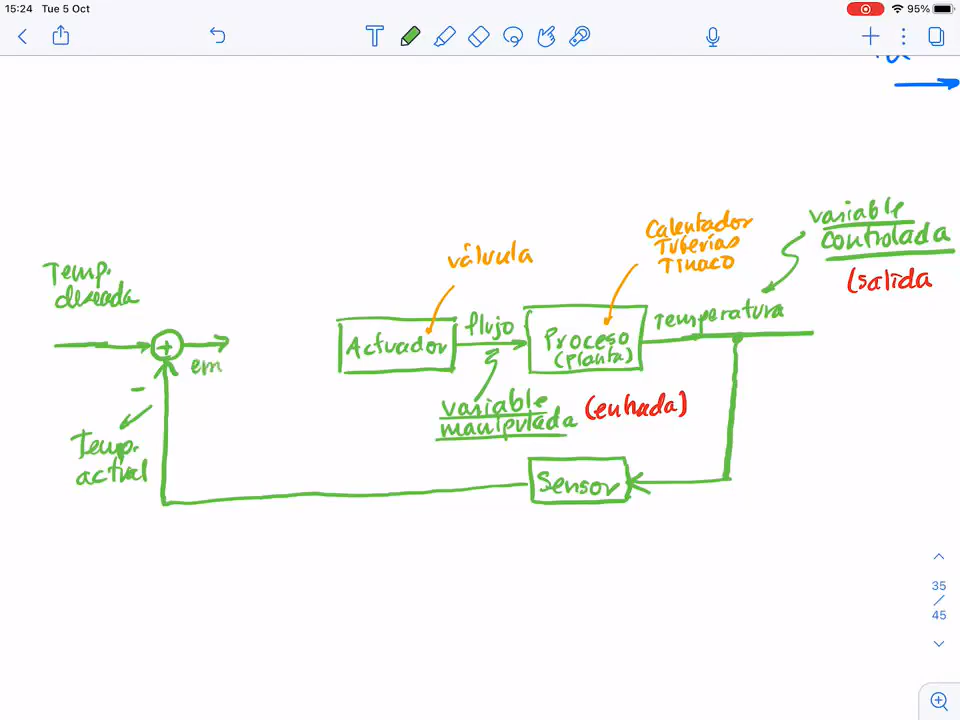 15:24 Tue 5 Oct
95%
variable
controlada
(salida
Calentador
Tuberías
Tinaco
válvula
Temp.
deseada
Temperatura
flujo
Actuador
Proceso
(Planta)
+
em
-
variable
manipulada
(entrada)
Temp.
actual
Sensor
35
/
45